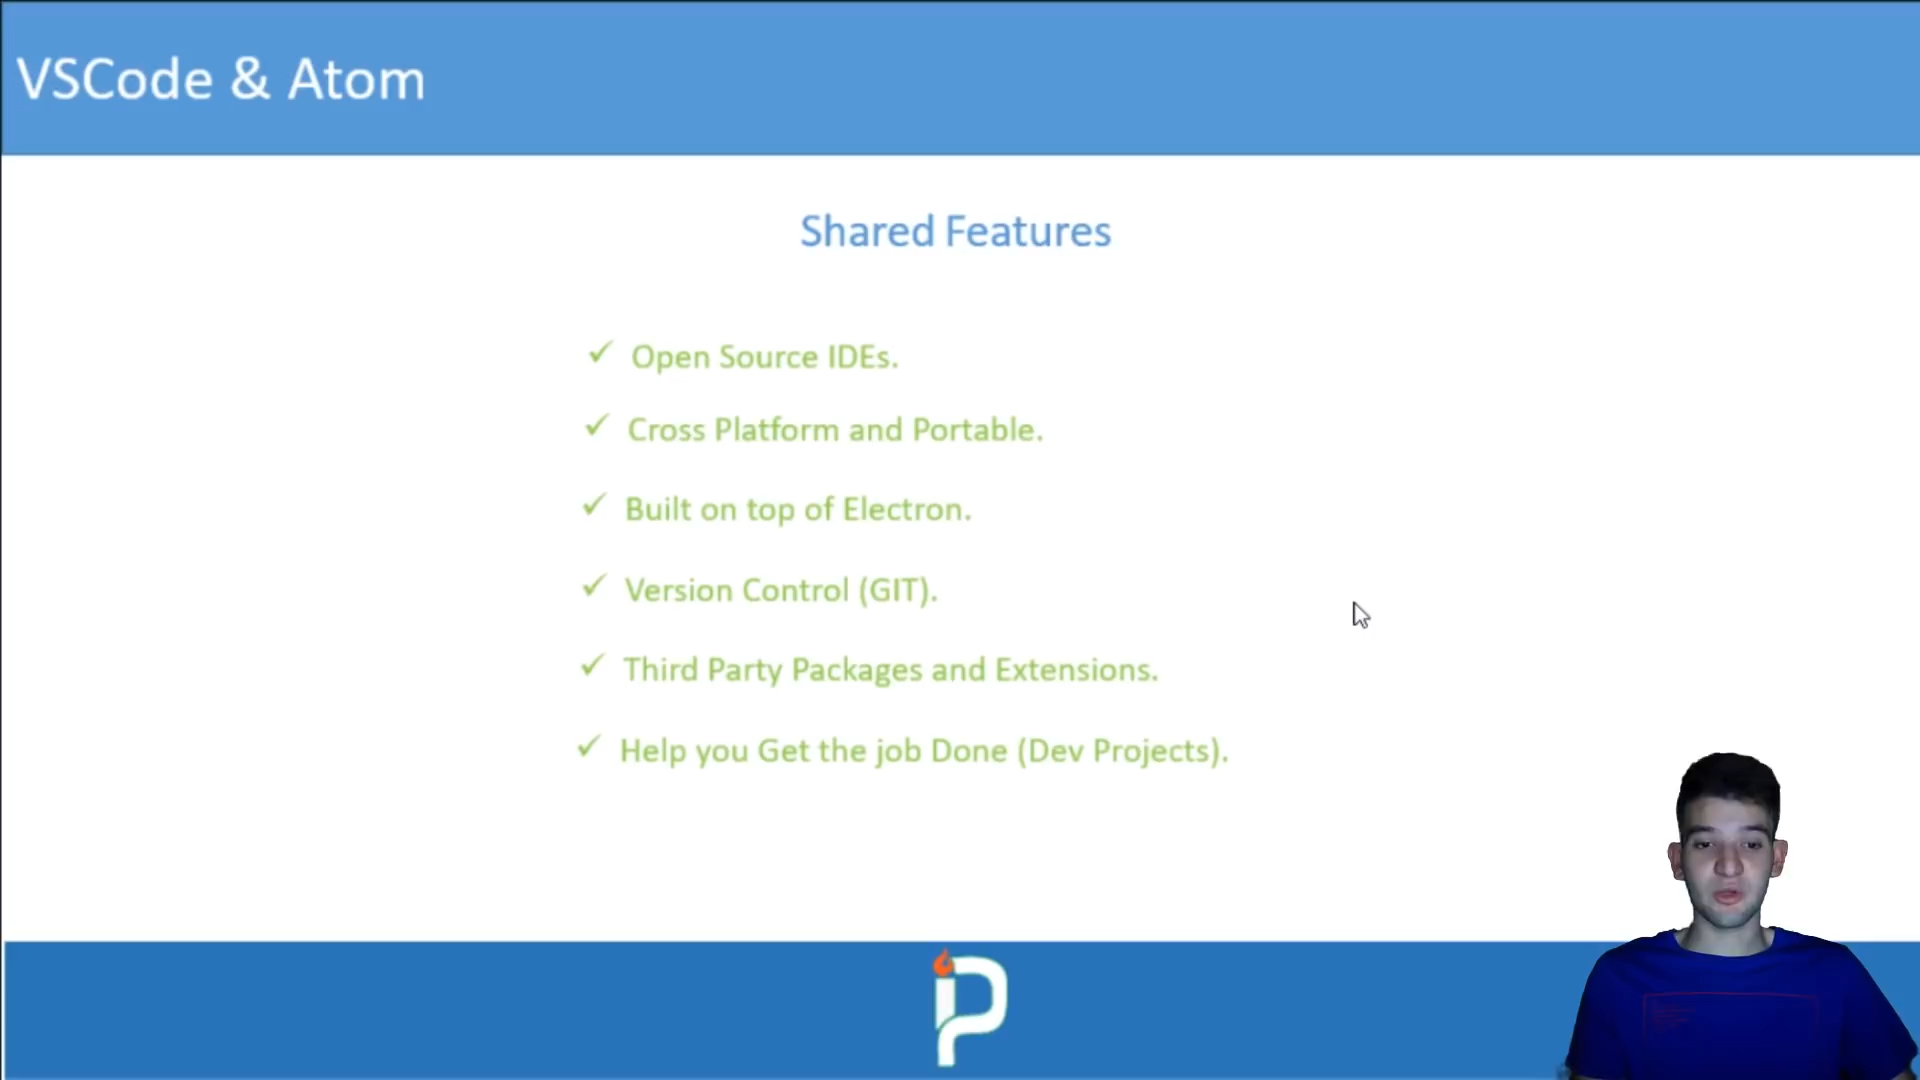 VSCode & Atom
Shared Features
✓ Open Source IDEs.
✓ Cross Platform and Portable.
✓ Built on top of Electron.
✓ Version Control (GIT).
✓ Third Party Packages and Extensions.
✓ Help you Get the job Done (Dev Projects).